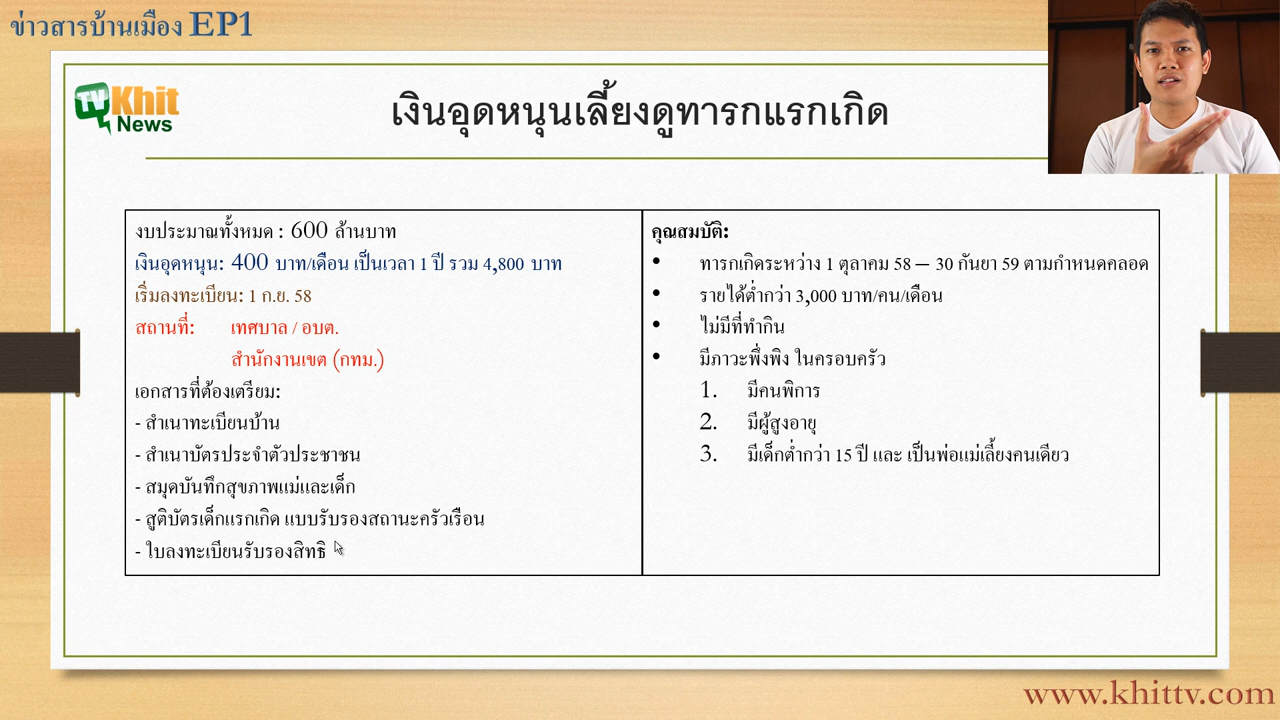 ข่าวสารบ้านเมือง EP1
TV Khit
News
เงินอุดหนุนเลี้ยงดูทารกแรกเกิด
งบประมาณทั้งหมด : 600 ล้านบาท
เงินอุดหนุน: 400 บาท/เดือน เป็นเวลา 1 ปี รวม 4,800 บาท
เริ่มลงทะเบียน: 1 ก.ย. 58
สถานที่: เทศบาล / อบต.
สำนักงานเขต (กทม.)
เอกสารที่ต้องเตรียม:
- สำเนาทะเบียนบ้าน
- สำเนาบัตรประจำตัวประชาชน
- สมุดบันทึกสุขภาพแม่และเด็ก
- สูติบัตรเด็กแรกเกิด แบบรับรองสถานะครัวเรือน
- ใบลงทะเบียนรับรองสิทธิ
คุณสมบัติ:
• ทารกเกิดระหว่าง 1 ตุลาคม 58 – 30 กันยา 59 ตามกำหนดคลอด
• รายได้ต่ำกว่า 3,000 บาท/คน/เดือน
• ไม่มีที่ทำกิน
• มีภาวะพึ่งพิง ในครอบครัว
1. มีคนพิการ
2. มีผู้สูงอายุ
3. มีเด็กต่ำกว่า 15 ปี และ เป็นพ่อแม่เลี้ยงคนเดียว
www.khittv.com